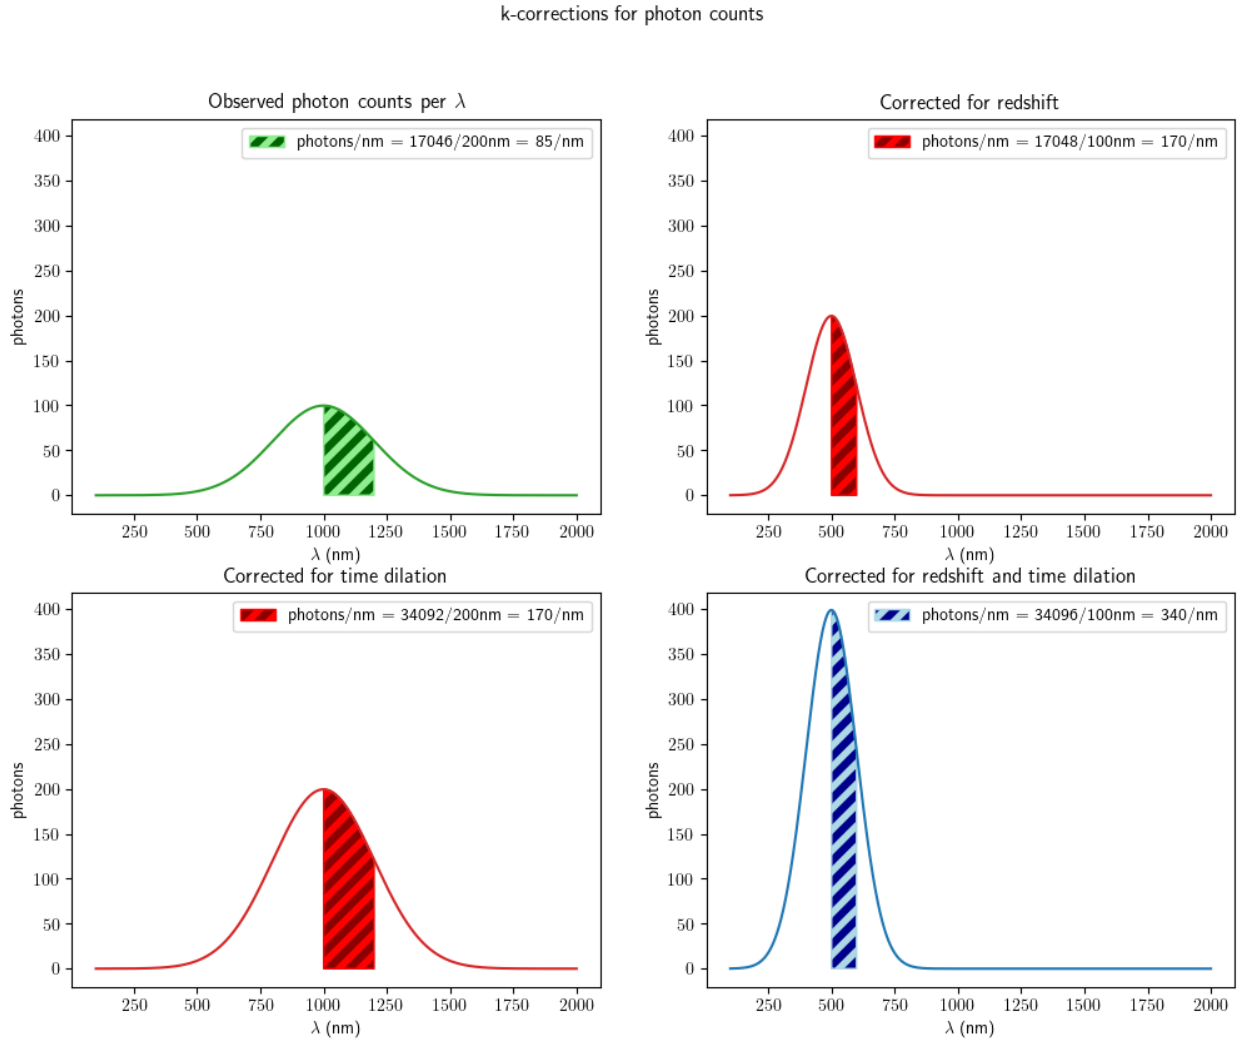 k-corrections for photon counts
Observed photon counts per λ
photons/nm = 17046/200nm = 85/nm
400
350
300
250
200
150
100
50
0
photons
250 500 750 1000 1250 1500 1750 2000
λ (nm)
Corrected for redshift
photons/nm = 17048/100nm = 170/nm
400
350
300
250
200
150
100
50
0
photons
250 500 750 1000 1250 1500 1750 2000
λ (nm)
Corrected for time dilation
photons/nm = 34092/200nm = 170/nm
400
350
300
250
200
150
100
50
0
photons
250 500 750 1000 1250 1500 1750 2000
λ (nm)
Corrected for redshift and time dilation
photons/nm = 34096/100nm = 340/nm
400
350
300
250
200
150
100
50
0
photons
250 500 750 1000 1250 1500 1750 2000
λ (nm)